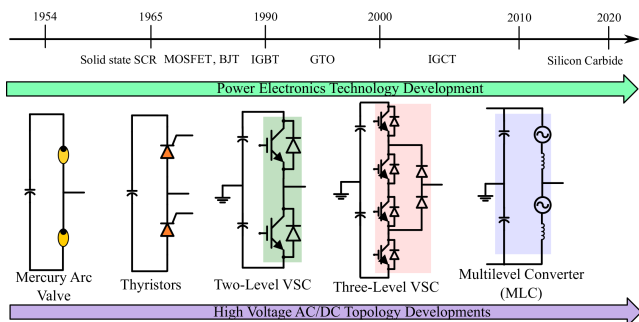 1954 1965 1990 2000 2010 2020
Solid state SCR MOSFET, BJT IGBT GTO IGCT Silicon Carbide
Power Electronics Technology Development
Mercury Arc
Valve
Thyristors
Two-Level VSC
Three-Level VSC
Multilevel Converter
(MLC)
High Voltage AC/DC Topology Developments